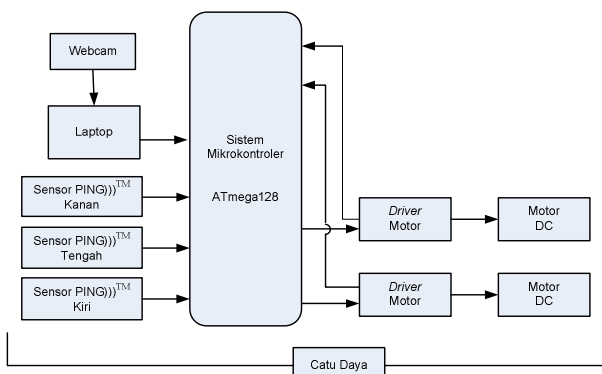 Webcam
Laptop
Sensor PING)))™
Kanan
Sensor PING)))™
Tengah
Sensor PING)))™
Kiri
Sistem
Mikrokontroler
ATmega128
Driver
Motor
Motor
DC
Driver
Motor
Motor
DC
Catu Daya